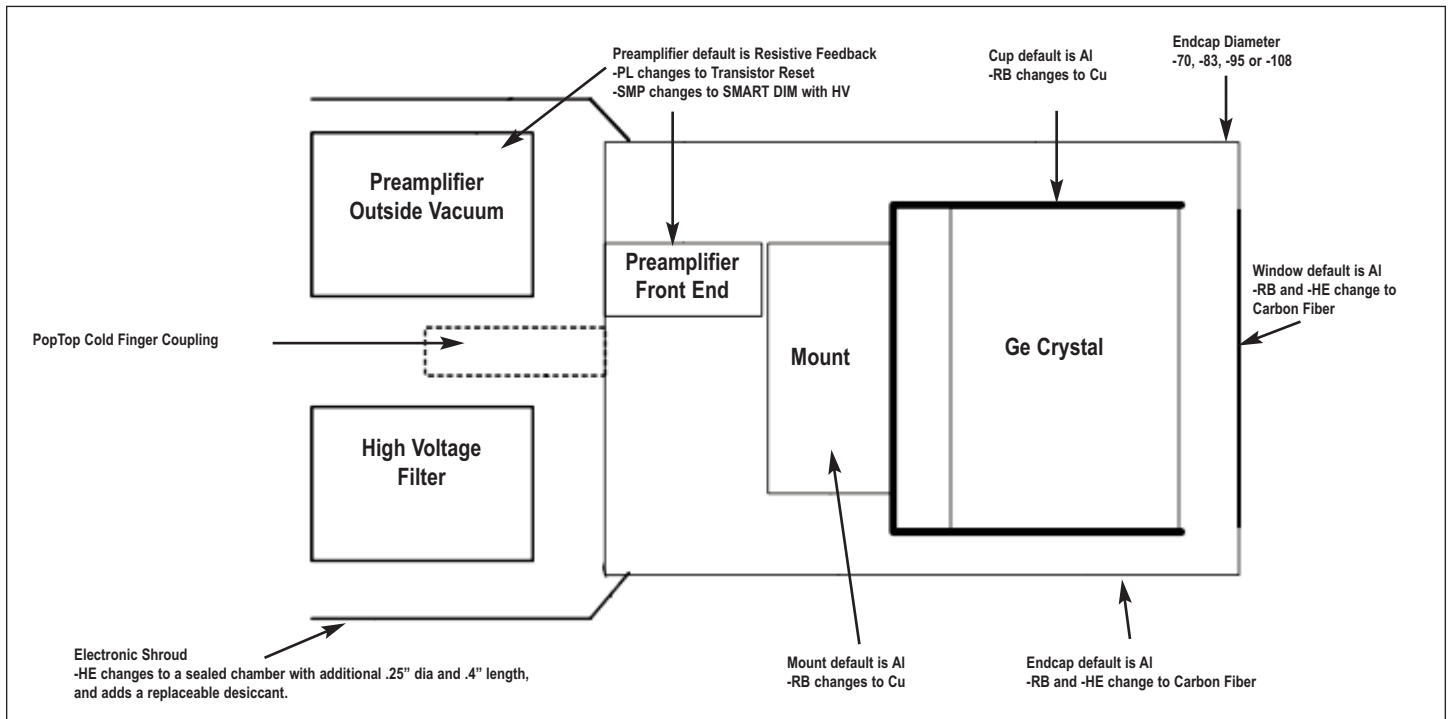 Preamplifier default is Resistive Feedback
-PL changes to Transistor Reset
-SMP changes to SMART DIM with HV
Cup default is Al
-RB changes to Cu
Endcap Diameter
-70, -83, -95 or -108
Preamplifier
Outside Vacuum
Preamplifier
Front End
Window default is Al
-RB and -HE change to
Carbon Fiber
PopTop Cold Finger Coupling
Mount
Ge Crystal
High Voltage
Filter
Electronic Shroud
-HE changes to a sealed chamber with additional .25” dia and .4” length,
and adds a replaceable desiccant.
Mount default is Al
-RB changes to Cu
Endcap default is Al
-RB and -HE change to Carbon Fiber